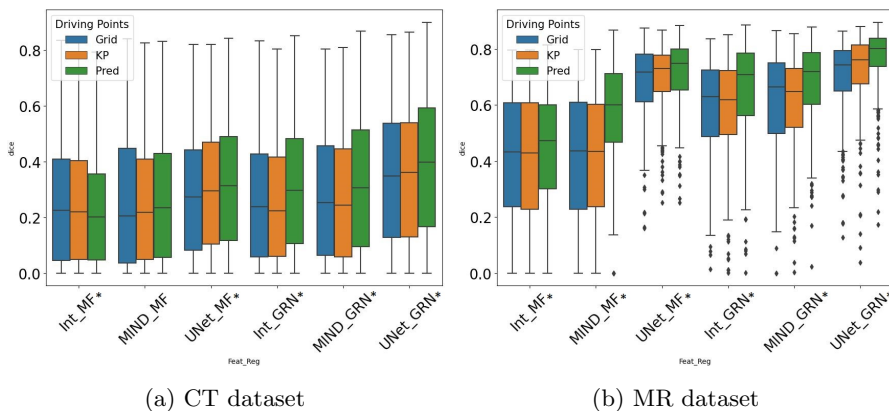 Driving Points
Grid
KP
Pred
dice
0.8
0.6
0.4
0.2
0.0
Int_MF*
MIND_MF
UNet_MF*
Int_GRN*
MIND_GRN*
UNet_GRN*
Feat_Reg
(a) CT dataset
Driving Points
Grid
KP
Pred
dice
0.8
0.6
0.4
0.2
0.0
Int_MF*
MIND_MF*
UNet_MF*
Int_GRN*
MIND_GRN*
UNet_GRN*
Feat_Reg
(b) MR dataset